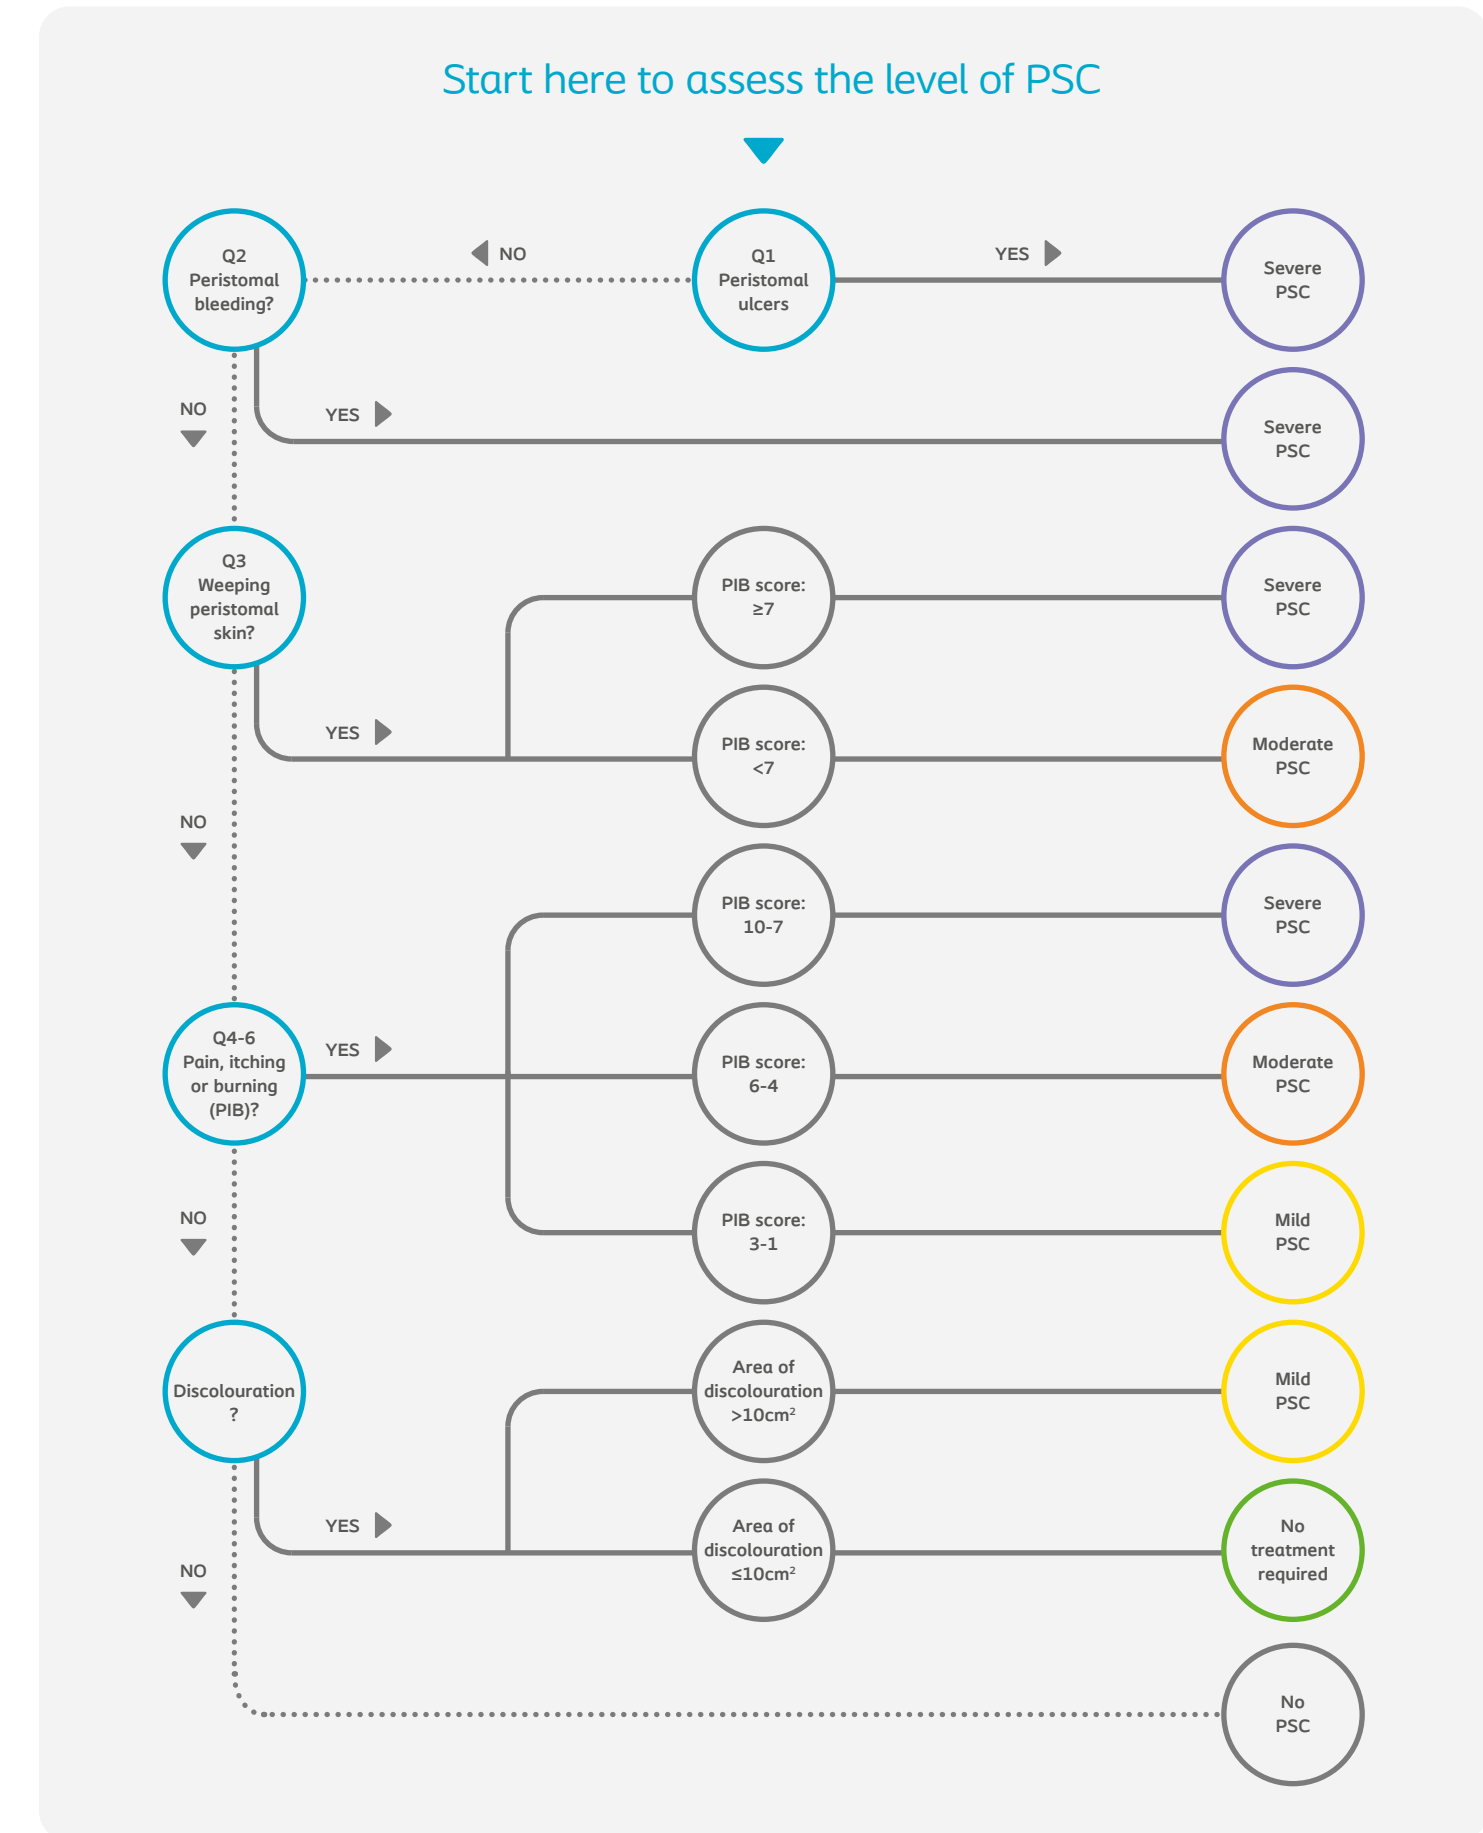 Start here to assess the level of PSC
Q2
Peristomal
bleeding?
NO
Q1
Peristomal
ulcers
YES
Severe
PSC
NO
YES
Severe
PSC
Q3
Weeping
peristomal
skin?
PIB score:
≥7
Severe
PSC
YES
PIB score:
<7
Moderate
PSC
NO
PIB score:
10-7
Severe
PSC
Q4-6
Pain, itching
or burning
(PIB)?
YES
PIB score:
6-4
Moderate
PSC
NO
PIB score:
3-1
Mild
PSC
Discolouration
?
Area of
discolouration
>10cm²
Mild
PSC
YES
Area of
discolouration
≤10cm²
No
treatment
required
NO
No
PSC